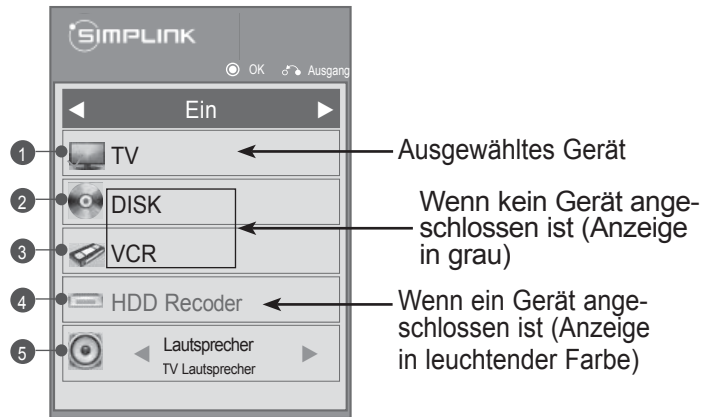 SIMPLINK
OK Ausgang
Ein
1 TV
Ausgewähltes Gerät
2 DISK
3 VCR
Wenn kein Gerät ange-
schlossen ist (Anzeige
in grau)
4 HDD Recoder
Wenn ein Gerät ange-
schlossen ist (Anzeige
in leuchtender Farbe)
5 Lautsprecher
TV Lautsprecher